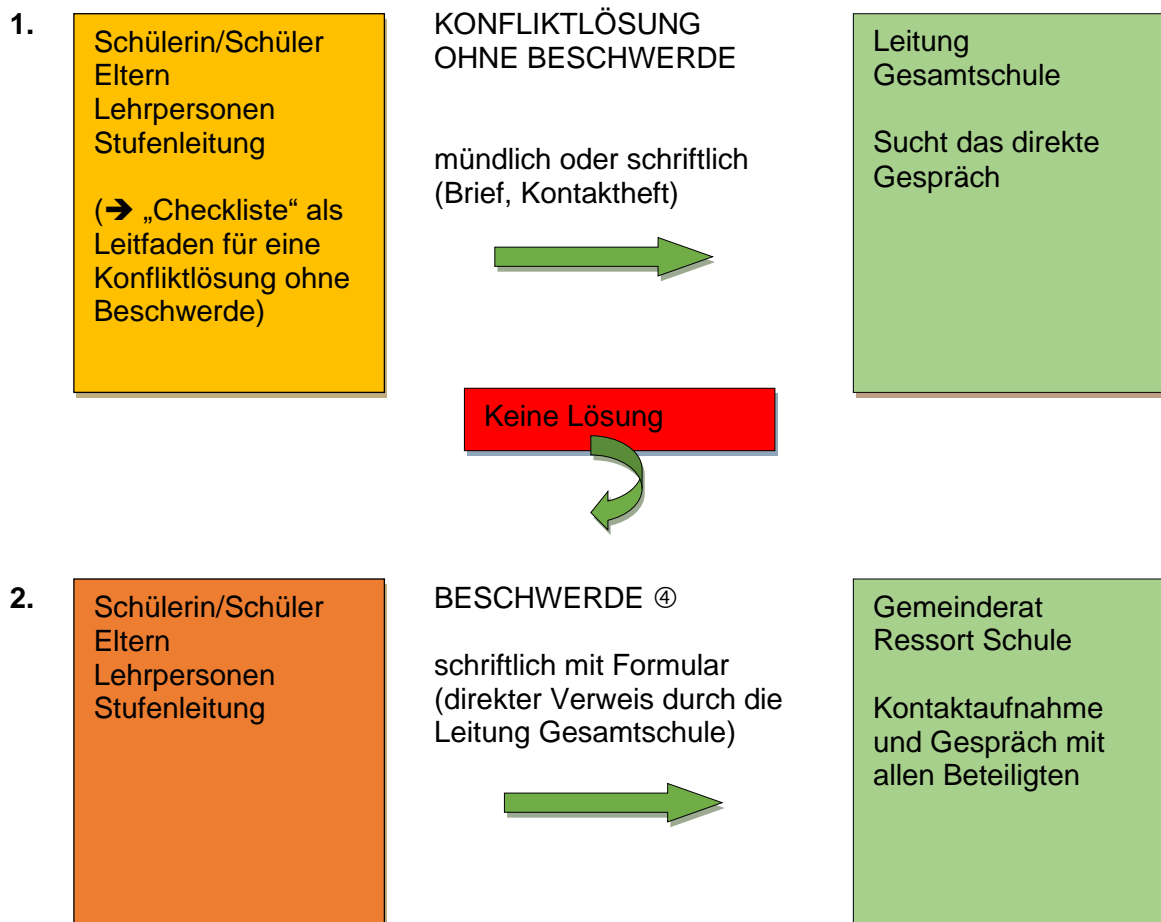 1.
Schülerin/Schüler
Eltern
Lehrpersonen
Stufenleitung
(➔ „Checkliste“ als
Leitfaden für eine
Konfliktlösung ohne
Beschwerde)
KONFLIKTLÖSUNG
OHNE BESCHWERDE
mündlich oder schriftlich
(Brief, Kontaktheft)
Leitung
Gesamtschule
Sucht das direkte
Gespräch
Keine Lösung
2.
Schülerin/Schüler
Eltern
Lehrpersonen
Stufenleitung
BESCHWERDE ④
schriftlich mit Formular
(direkter Verweis durch die
Leitung Gesamtschule)
Gemeinderat
Ressort Schule
Kontaktaufnahme
und Gespräch mit
allen Beteiligten